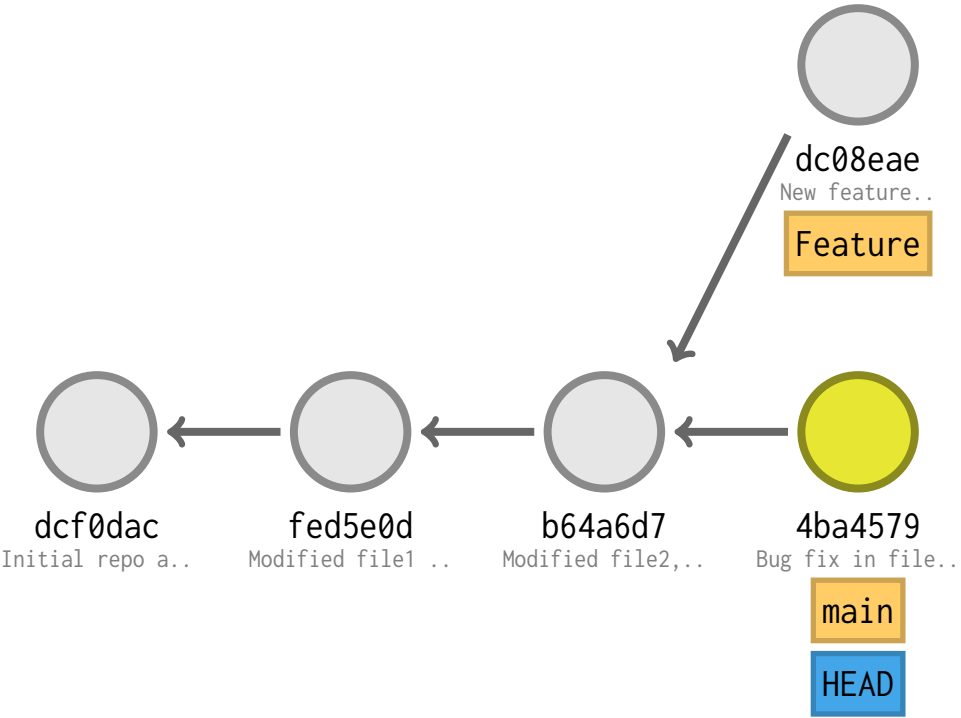 dc08eae
New feature..
Feature
dcf0dac
Initial repo a..
fed5e0d
Modified file1 ..
b64a6d7
Modified file2,..
4ba4579
Bug fix in file..
main
HEAD